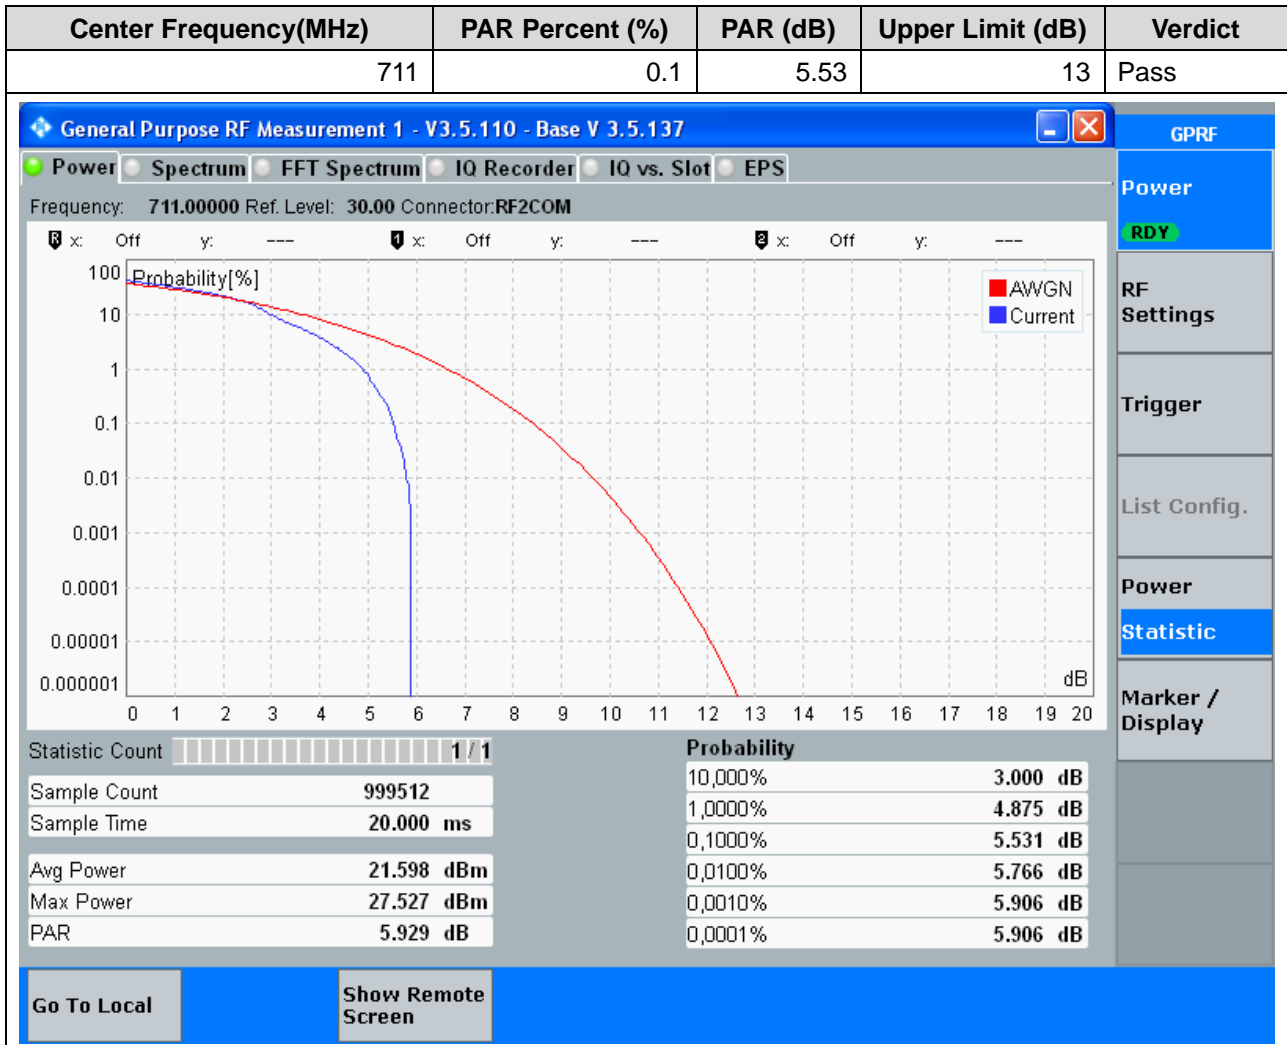 Center Frequency(MHz) PAR Percent (%) PAR (dB) Upper Limit (dB) Verdict
711 0.1 5.53 13 Pass
General Purpose RF Measurement 1 - V3.5.110 - Base V 3.5.137
GPRF
Power Spectrum FFT Spectrum IQ Recorder IQ vs. Slot EPS
Power
RDY
Frequency: 711.00000 Ref. Level: 30.00 Connector:RF2COM
R x: Off y: --- 1 x: Off y: --- 2 x: Off y: ---
Probability[%]
AWGN
Current
100
10
1
0.1
0.01
0.001
0.0001
0.00001
0.000001
dB
0 1 2 3 4 5 6 7 8 9 10 11 12 13 14 15 16 17 18 19 20
RF
Settings
Trigger
List Config.
Power
Statistic
Marker /
Display
Statistic Count 1 / 1
Sample Count 999512
Sample Time 20.000 ms
Avg Power 21.598 dBm
Max Power 27.527 dBm
PAR 5.929 dB
Probability
10,000% 3.000 dB
1,0000% 4.875 dB
0,1000% 5.531 dB
0,0100% 5.766 dB
0,0010% 5.906 dB
0,0001% 5.906 dB
Go To Local
Show Remote
Screen